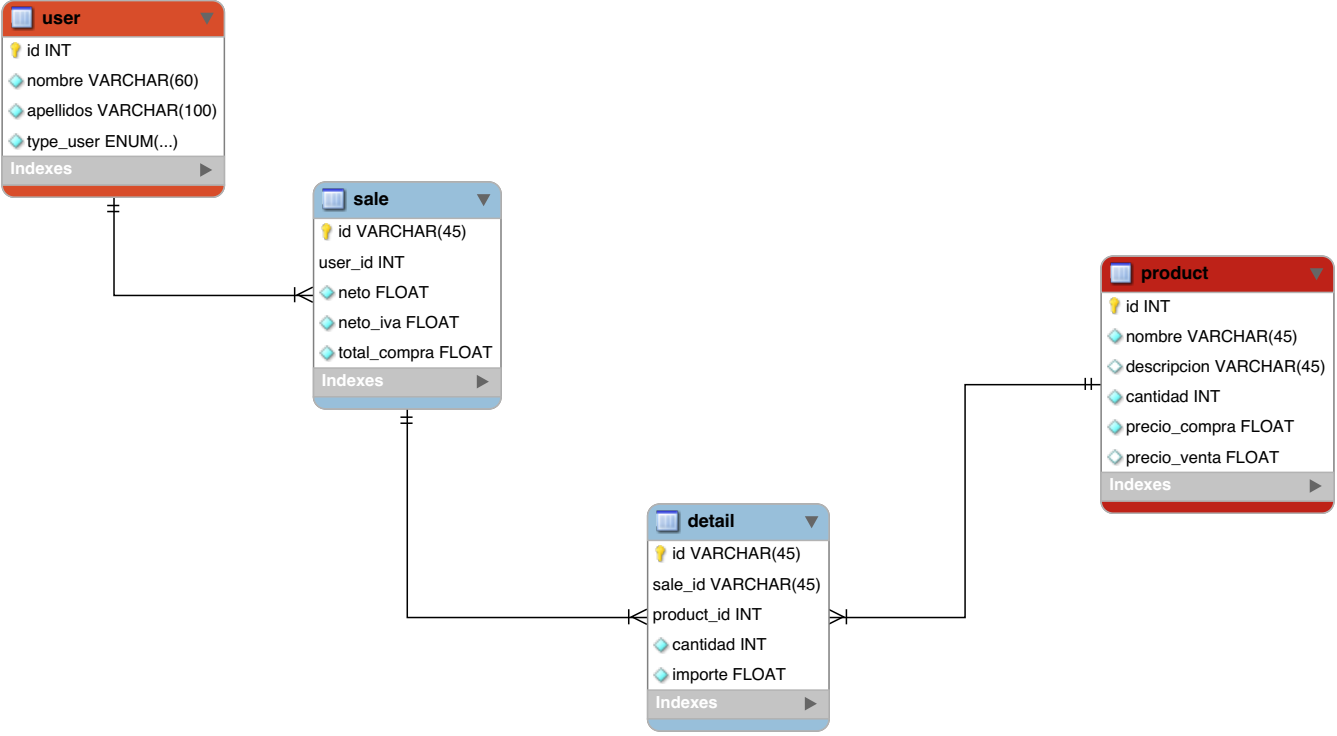 user
id INT
nombre VARCHAR(60)
apellidos VARCHAR(100)
type_user ENUM(...)
Indexes
sale
id VARCHAR(45)
user_id INT
neto FLOAT
neto_iva FLOAT
total_compra FLOAT
Indexes
product
id INT
nombre VARCHAR(45)
descripcion VARCHAR(45)
cantidad INT
precio_compra FLOAT
precio_venta FLOAT
Indexes
detail
id VARCHAR(45)
sale_id VARCHAR(45)
product_id INT
cantidad INT
importe FLOAT
Indexes